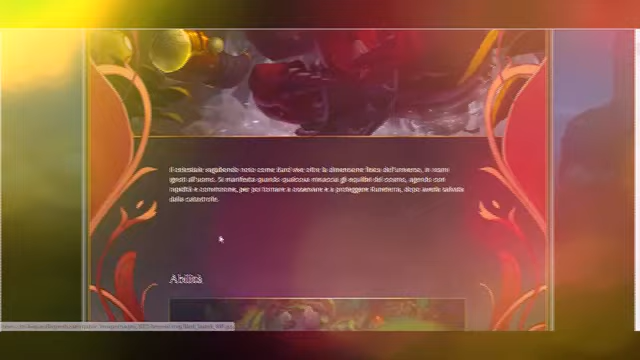 Il celestiale vagabondo noto come Bard vive oltre la dimensione fisica dell'universo, in reami
ignoti all'uomo. Si manifesta quando qualcosa minaccia gli equilibri del cosmo, agendo con
rapidità e convinzione, per poi tornare a osservare e a proteggere Runeterra, dopo averla salvata
dalla catastrofe.
Abilità